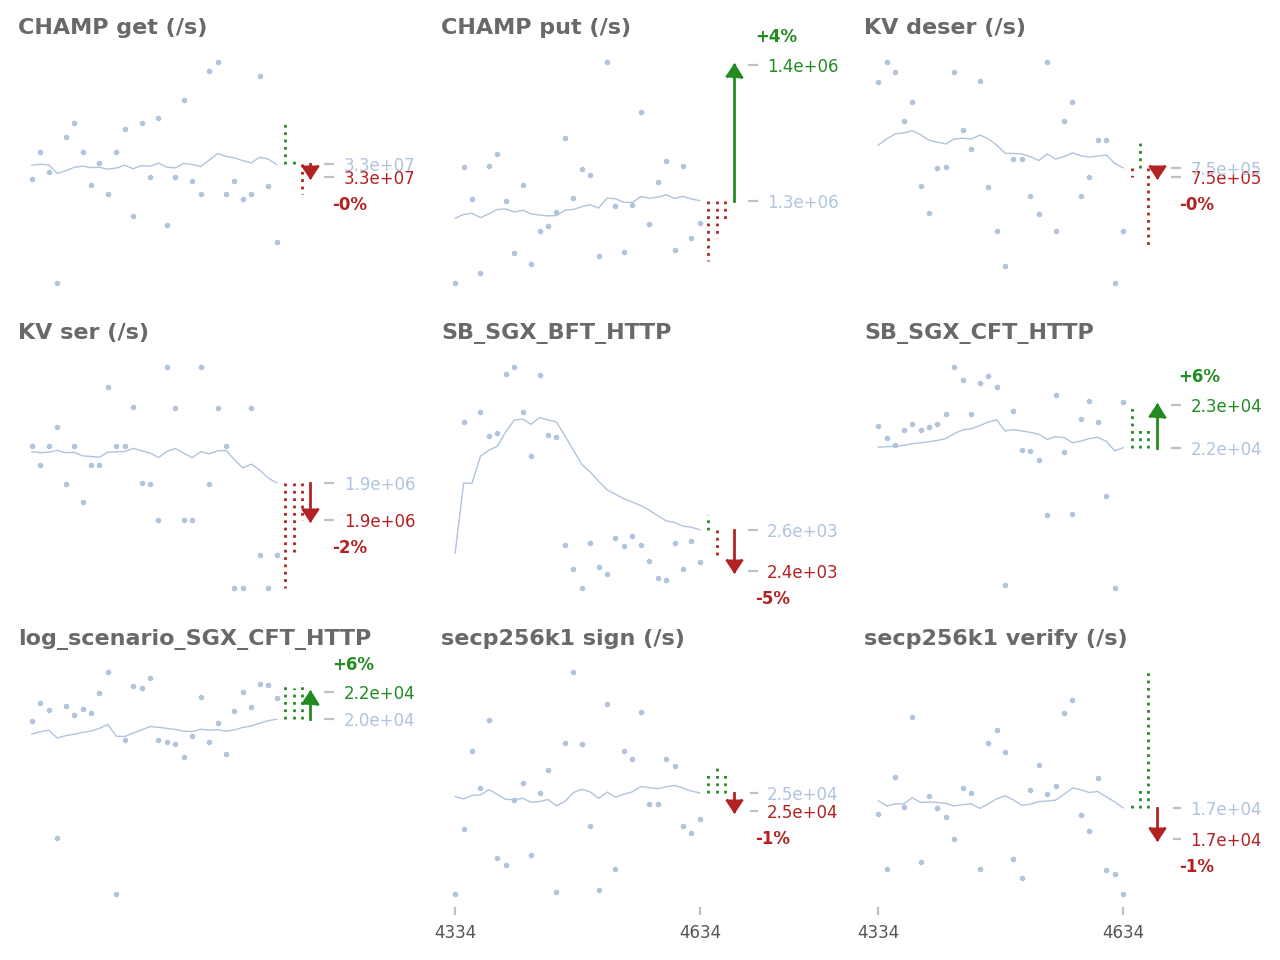 CHAMP get (/s)
3.3e+07
3.3e+07
-0%
CHAMP put (/s)
+4%
1.4e+06
1.3e+06
KV deser (/s)
7.5e+05
7.5e+05
-0%
KV ser (/s)
1.9e+06
1.9e+06
-2%
SB_SGX_BFT_HTTP
2.6e+03
2.4e+03
-5%
SB_SGX_CFT_HTTP
+6%
2.3e+04
2.2e+04
log_scenario_SGX_CFT_HTTP
+6%
2.2e+04
2.0e+04
secp256k1 sign (/s)
2.5e+04
2.5e+04
-1%
4334
4634
secp256k1 verify (/s)
1.7e+04
1.7e+04
-1%
4334
4634